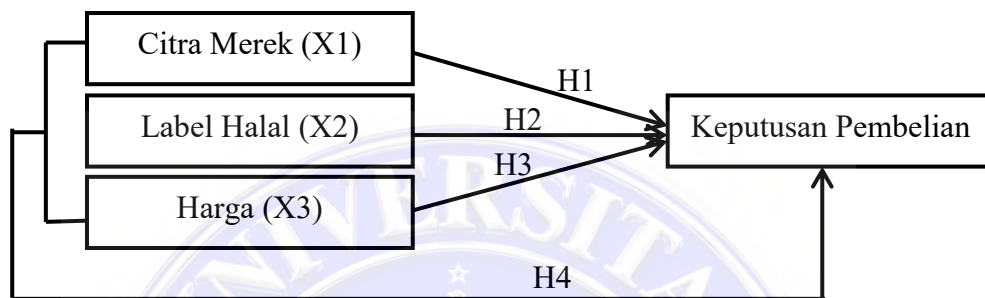 Citra Merek (X1)
H1
Label Halal (X2)
H2
Keputusan Pembelian
H3
Harga (X3)
H4